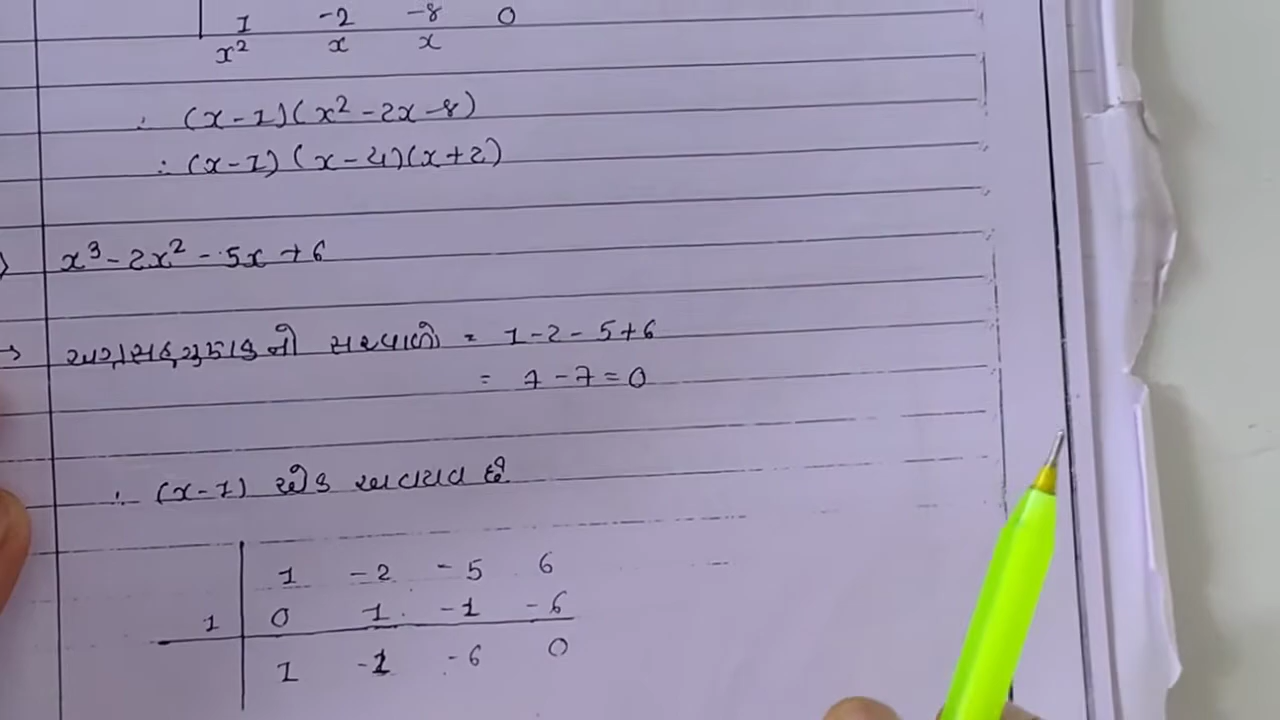 1 -2 -8 0
x² x x
∴ (x-1)(x²-2x-8)
∴ (x-1)(x-4)(x+2)
x³-2x²-5x+6
→ સહગુણકોનો સરવાળો = 1-2-5+6
= 7-7=0
∴ (x-1) એક અવયવ છે
1 -2 -5 6
1 0 1 -1 -6
1 -1 -6 0